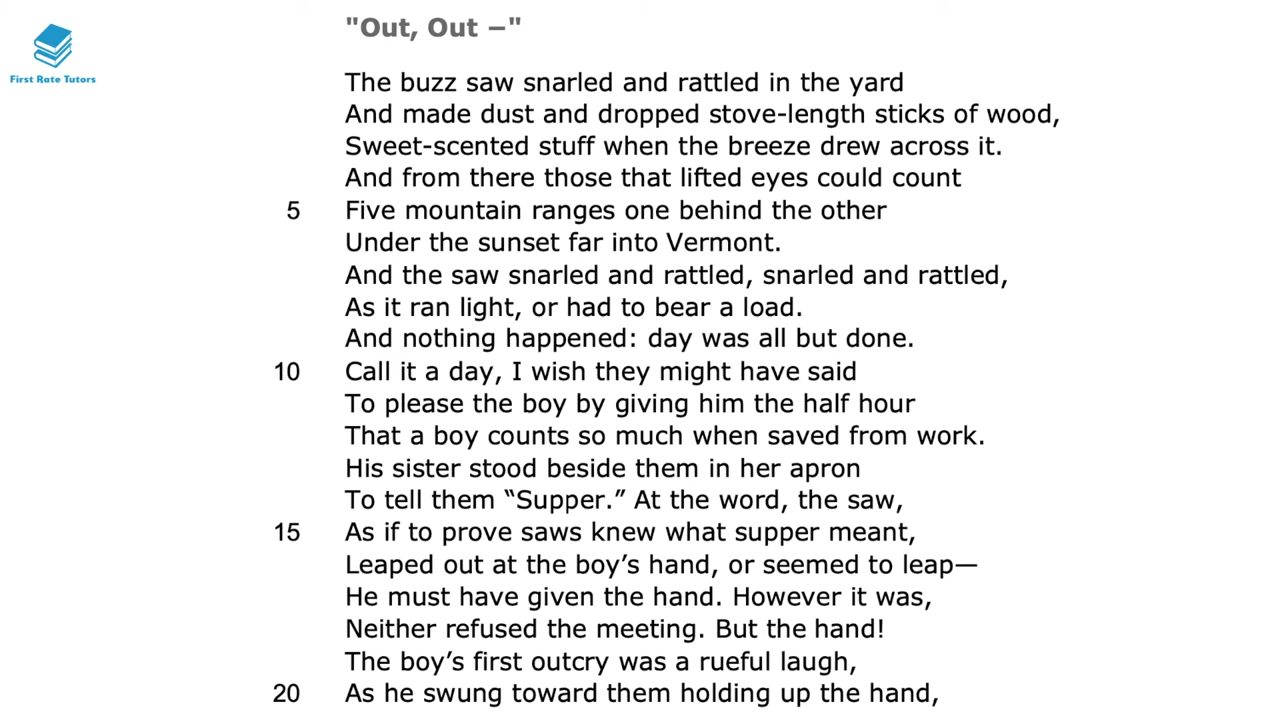 First Rate Tutors
"Out, Out –"
The buzz saw snarled and rattled in the yard
And made dust and dropped stove-length sticks of wood,
Sweet-scented stuff when the breeze drew across it.
And from there those that lifted eyes could count
5 Five mountain ranges one behind the other
Under the sunset far into Vermont.
And the saw snarled and rattled, snarled and rattled,
As it ran light, or had to bear a load.
And nothing happened: day was all but done.
10 Call it a day, I wish they might have said
To please the boy by giving him the half hour
That a boy counts so much when saved from work.
His sister stood beside them in her apron
To tell them “Supper.” At the word, the saw,
15 As if to prove saws knew what supper meant,
Leaped out at the boy’s hand, or seemed to leap—
He must have given the hand. However it was,
Neither refused the meeting. But the hand!
The boy’s first outcry was a rueful laugh,
20 As he swung toward them holding up the hand,